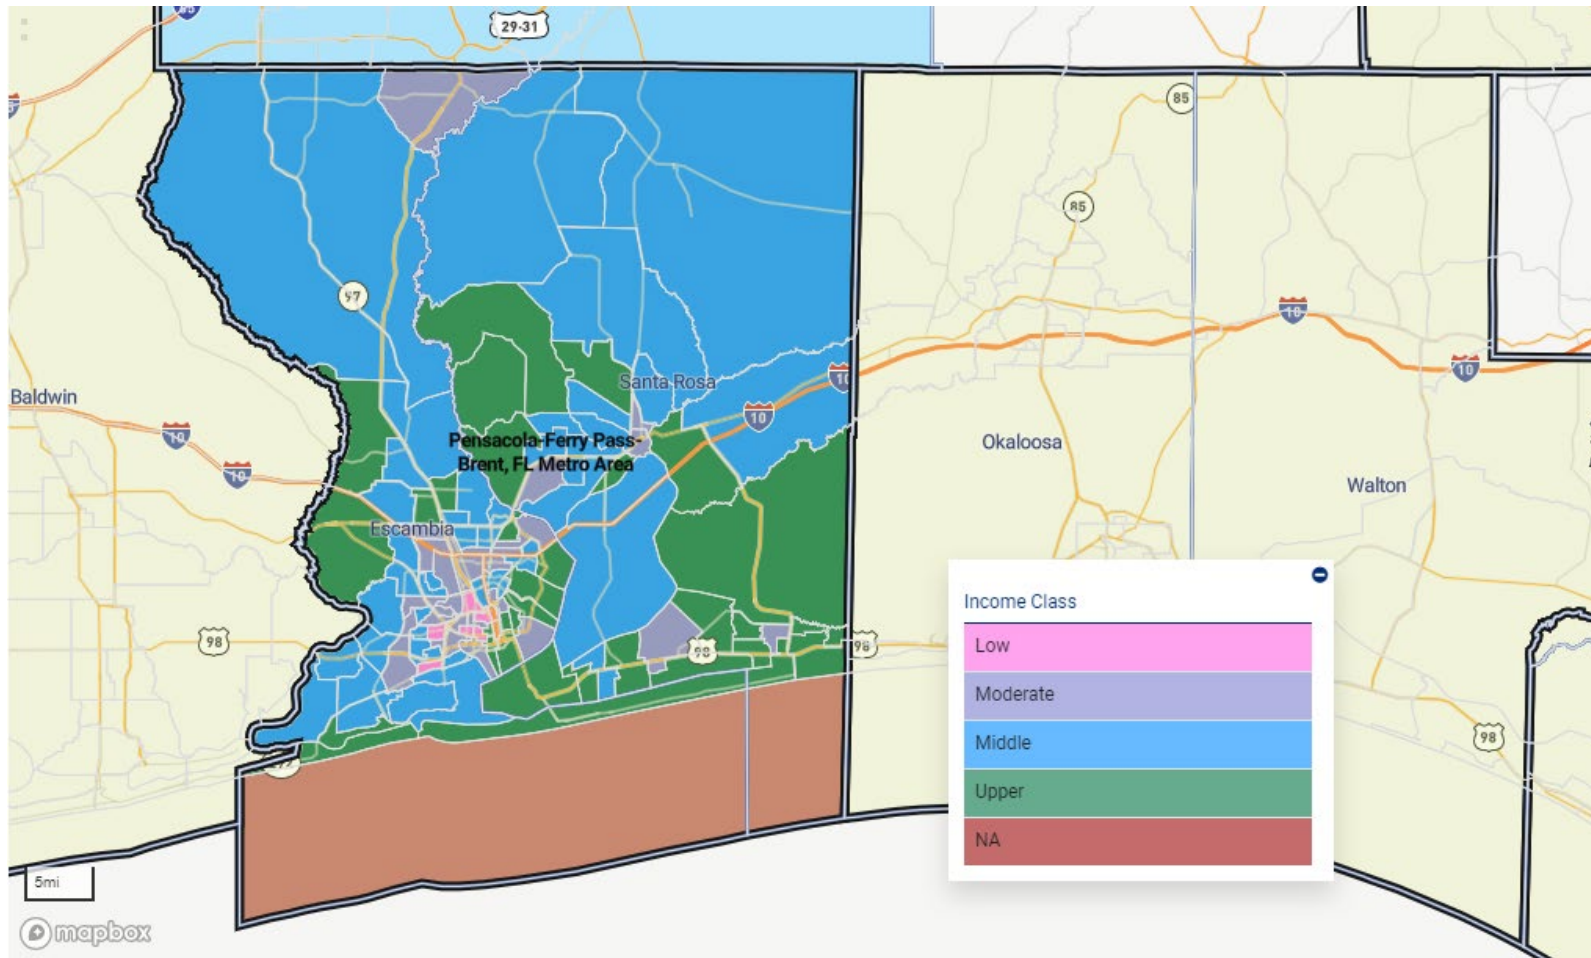 29-31
85
85
97
10
Santa Rosa
10
10
Baldwin
10
10
10
Pensacola-Ferry Pass-
Brent, FL Metro Area
Okaloosa
Walton
Escambia
98
98
98
98
Income Class
Low
Moderate
Middle
Upper
NA
5mi
mapbox